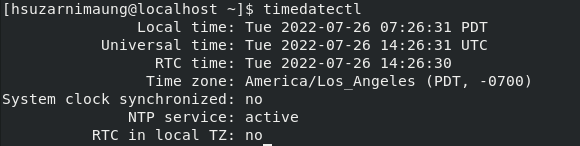 [hsuzarnimaung@localhost ~]$ timedatectl
Local time: Tue 2022-07-26 07:26:31 PDT
Universal time: Tue 2022-07-26 14:26:31 UTC
RTC time: Tue 2022-07-26 14:26:30
Time zone: America/Los_Angeles (PDT, -0700)
System clock synchronized: no
NTP service: active
RTC in local TZ: no